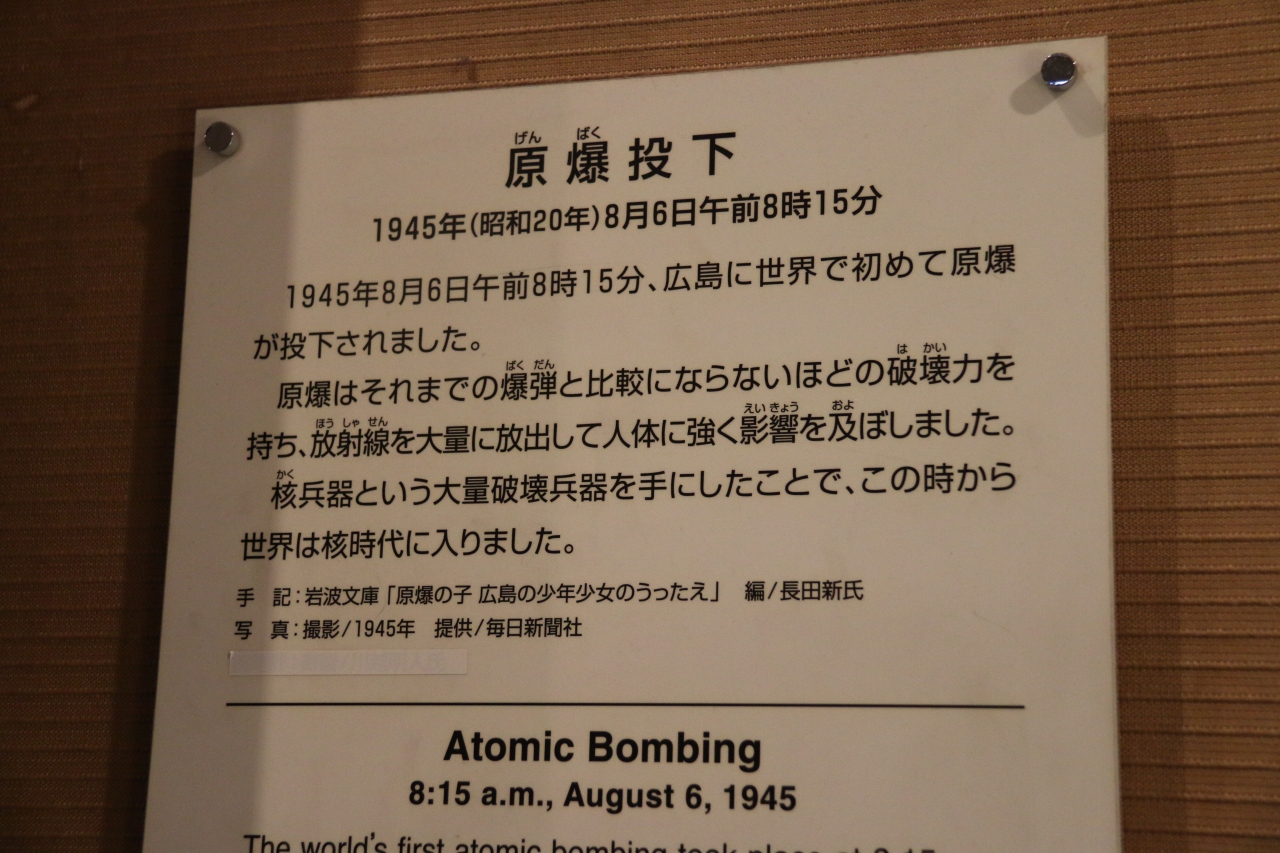 げん ばく
原爆投下
1945年(昭和20年)8月6日午前8時15分
1945年8月6日午前8時15分、広島に世界で初めて原爆
が投下されました。
ばく だん は かい
原爆はそれまでの爆弾と比較にならないほどの破壊力を
ほう しゃ せん えい きょう およ
持ち、放射線を大量に放出して人体に強く影響を及ぼしました。
かく
核兵器という大量破壊兵器を手にしたことで、この時から
世界は核時代に入りました。
手 記:岩波文庫「原爆の子 広島の少年少女のうったえ」 編/長田新氏
写 真:撮影/1945年 提供/毎日新聞社
Atomic Bombing
8:15 a.m., August 6, 1945
The world's first atomic bombing took place at 8:15